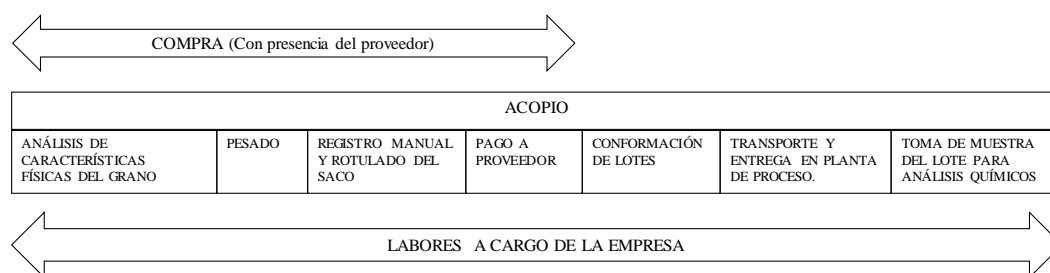 COMPRA (Con presencia del proveedor)
ACOPIO
ANÁLISIS DE
CARACTERÍSTICAS
FÍSICAS DEL GRANO
PESADO
REGISTRO MANUAL
Y ROTULADO DEL
SACO
PAGO A
PROVEEDOR
CONFORMACIÓN
DE LOTES
TRANSPORTE Y
ENTREGA EN PLANTA
DE PROCESO.
TOMA DE MUESTRA
DEL LOTE PARA
ANÁLISIS QUÍMICOS
LABORES A CARGO DE LA EMPRESA